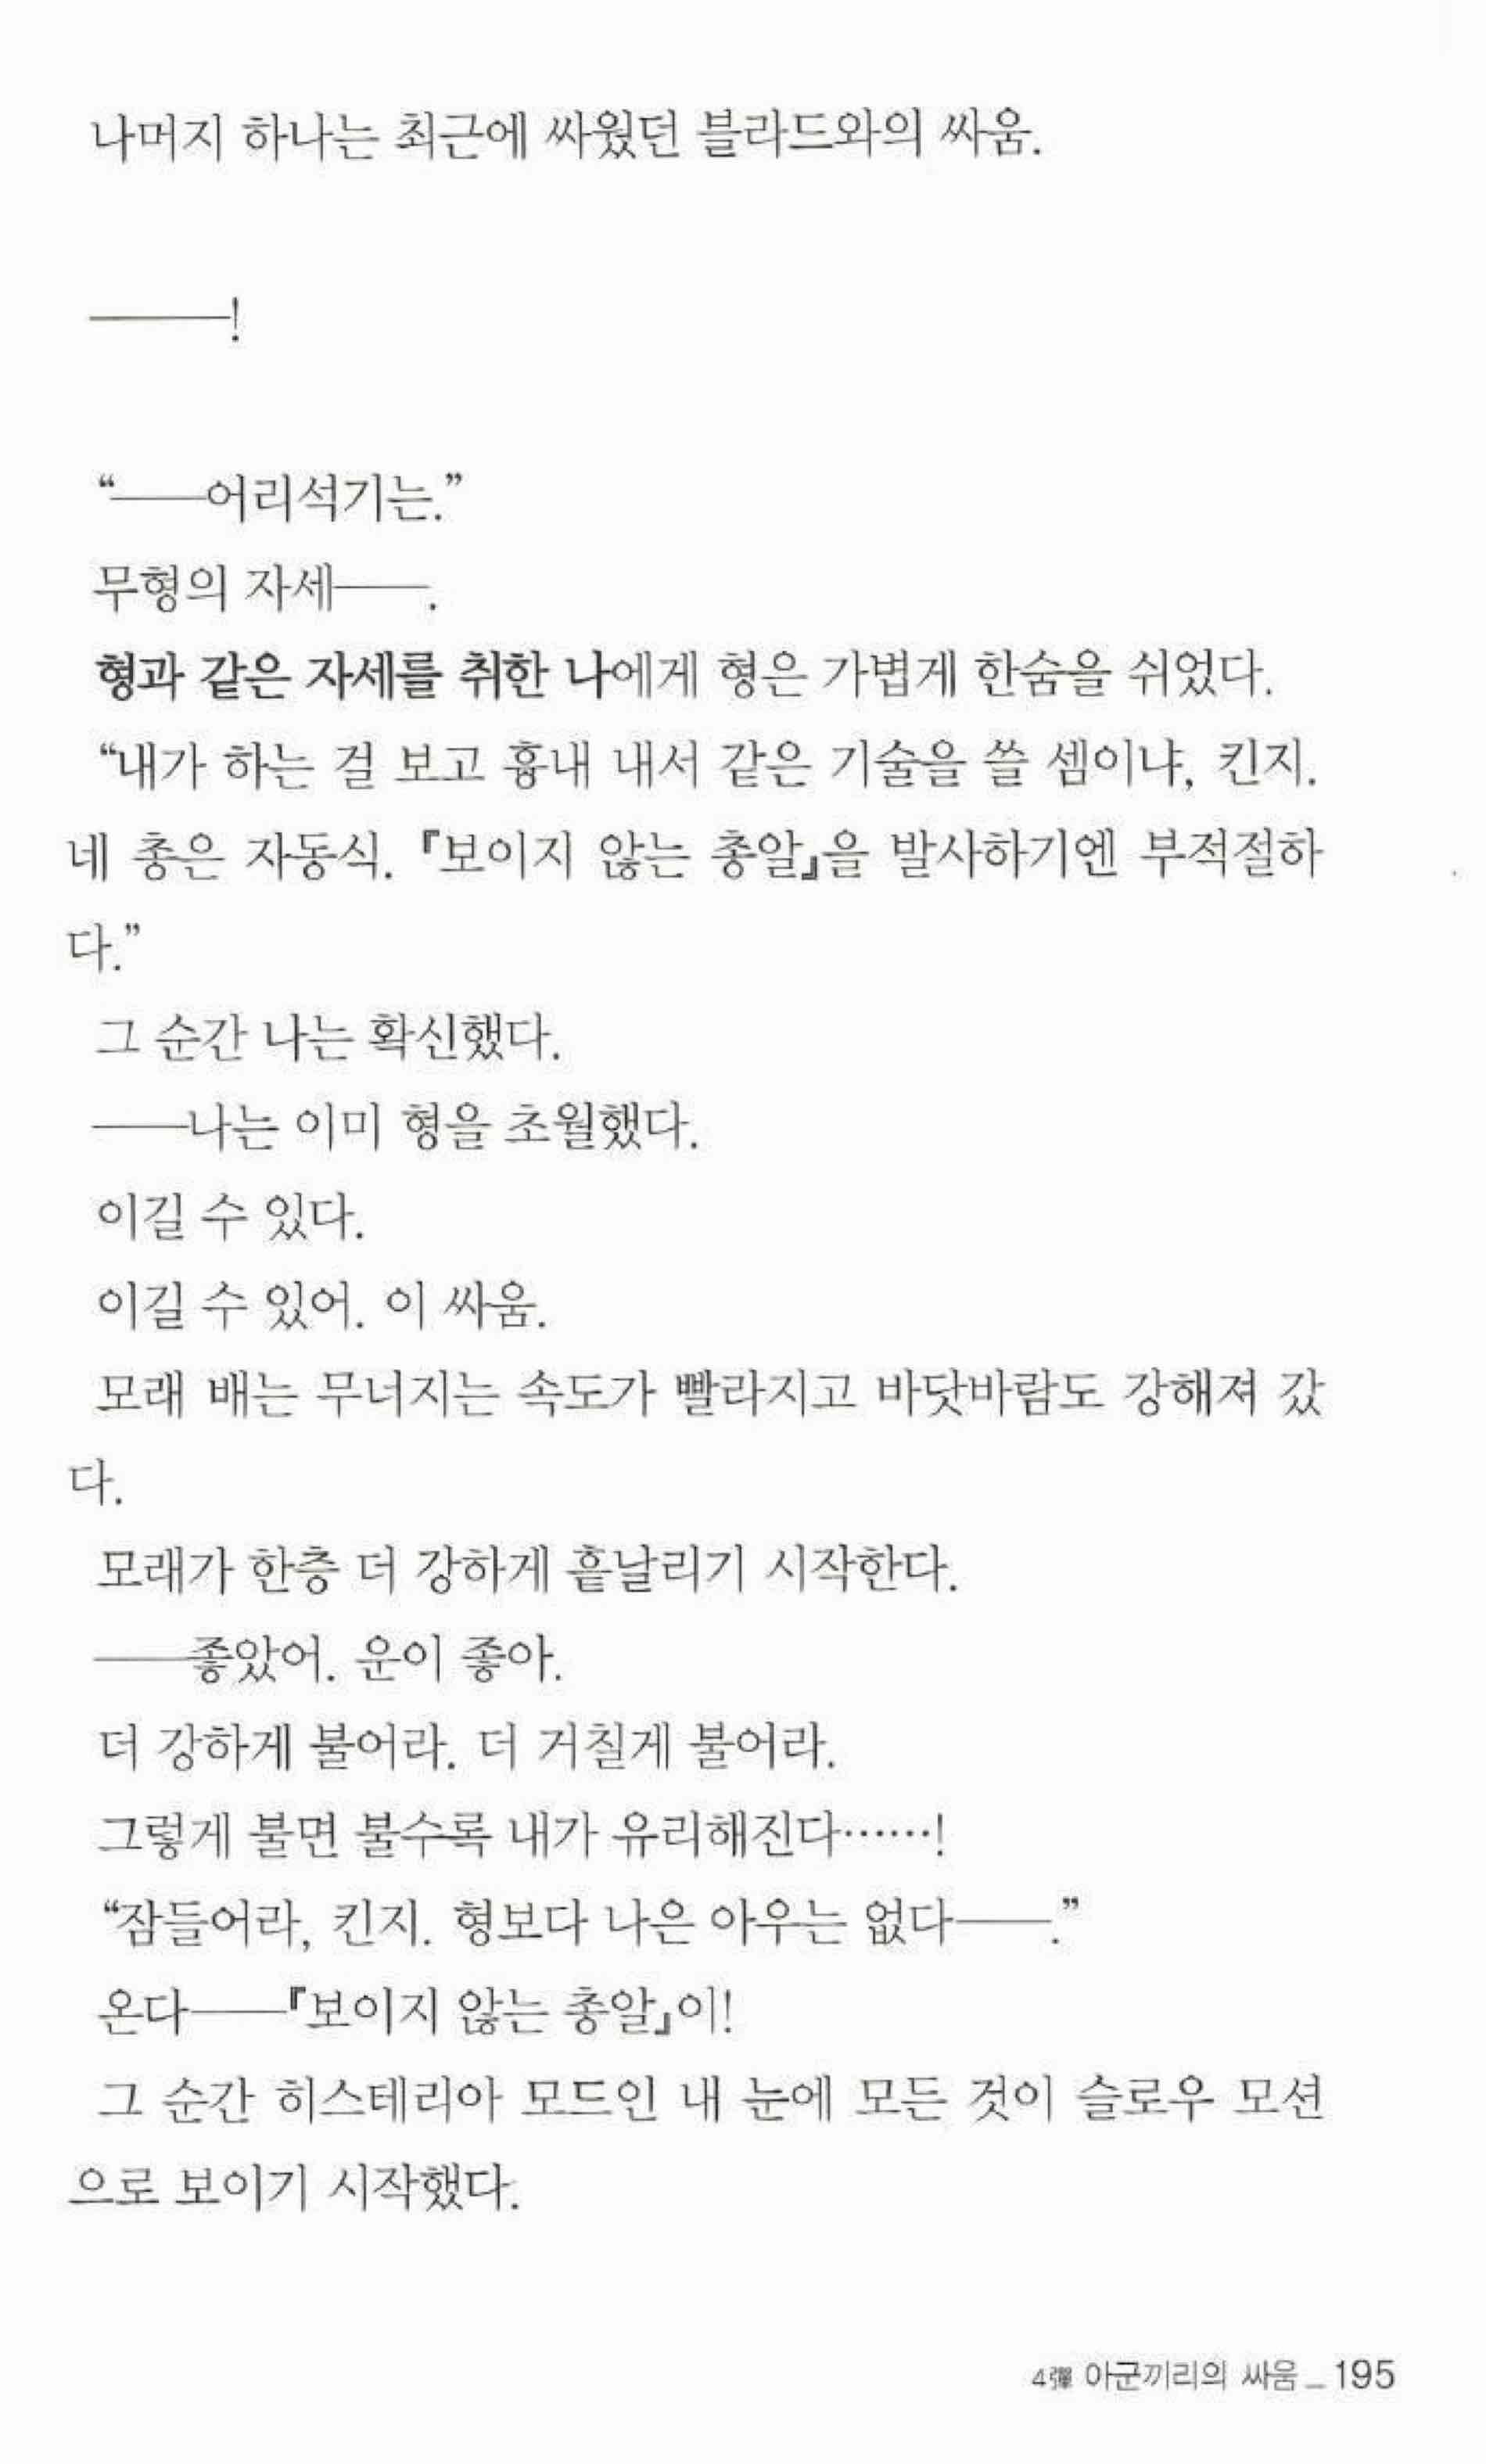 나머지 하나는 최근에 싸웠던 블라드와의 싸움.
———!
“——어리석기는.”
무형의 자세——.
형과 같은 자세를 취한 나에게 형은 가볍게 한숨을 쉬었다.
“내가 하는 걸 보고 흉내 내서 같은 기술을 쓸 셈이냐, 킨지.
네 총은 자동식. 『보이지 않는 총알』을 발사하기엔 부적절하
다.”
그 순간 나는 확신했다.
——나는 이미 형을 초월했다.
이길 수 있다.
이길 수 있어. 이 싸움.
모래 배는 무너지는 속도가 빨라지고 바닷바람도 강해져 갔
다.
모래가 한층 더 강하게 흩날리기 시작한다.
——좋았어. 운이 좋아.
더 강하게 불어라. 더 거칠게 불어라.
그렇게 불면 불수록 내가 유리해진다……!
“잠들어라, 킨지. 형보다 나은 아우는 없다——.”
온다——『보이지 않는 총알』이!
그 순간 히스테리아 모드인 내 눈에 모든 것이 슬로우 모션
으로 보이기 시작했다.
4彈 아군끼리의 싸움 _ 195